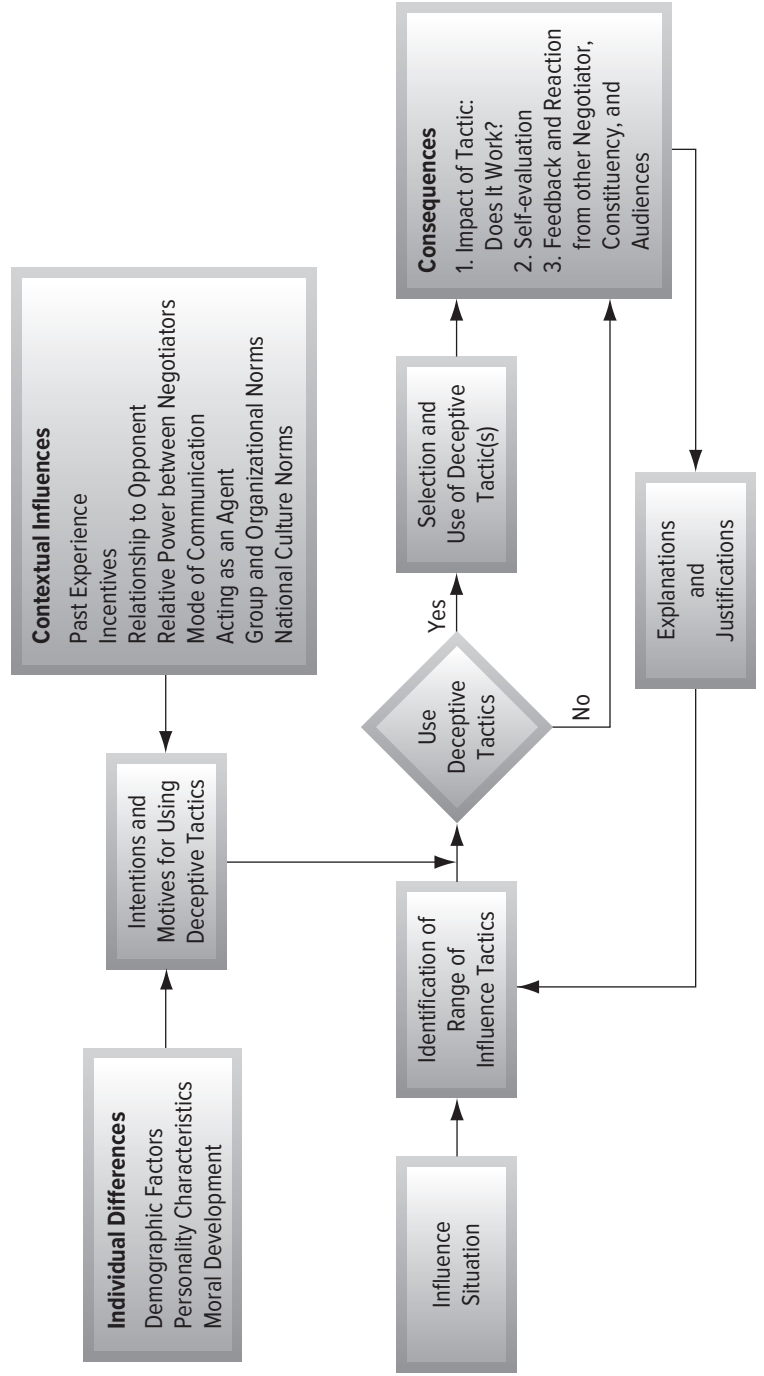 Individual Differences
Demographic Factors
Personality Characteristics
Moral Development
Intentions and
Motives for Using
Deceptive Tactics
Contextual Influences
Past Experience
Incentives
Relationship to Opponent
Relative Power between Negotiators
Mode of Communication
Acting as an Agent
Group and Organizational Norms
National Culture Norms
Influence
Situation
Identification of
Range of
Influence Tactics
Use
Deceptive
Tactics
Yes
No
Selection and
Use of Deceptive
Tactic(s)
Consequences
1. Impact of Tactic:
Does It Work?
2. Self-evaluation
3. Feedback and Reaction
from other Negotiator,
Constituency, and
Audiences
Explanations
and
Justifications